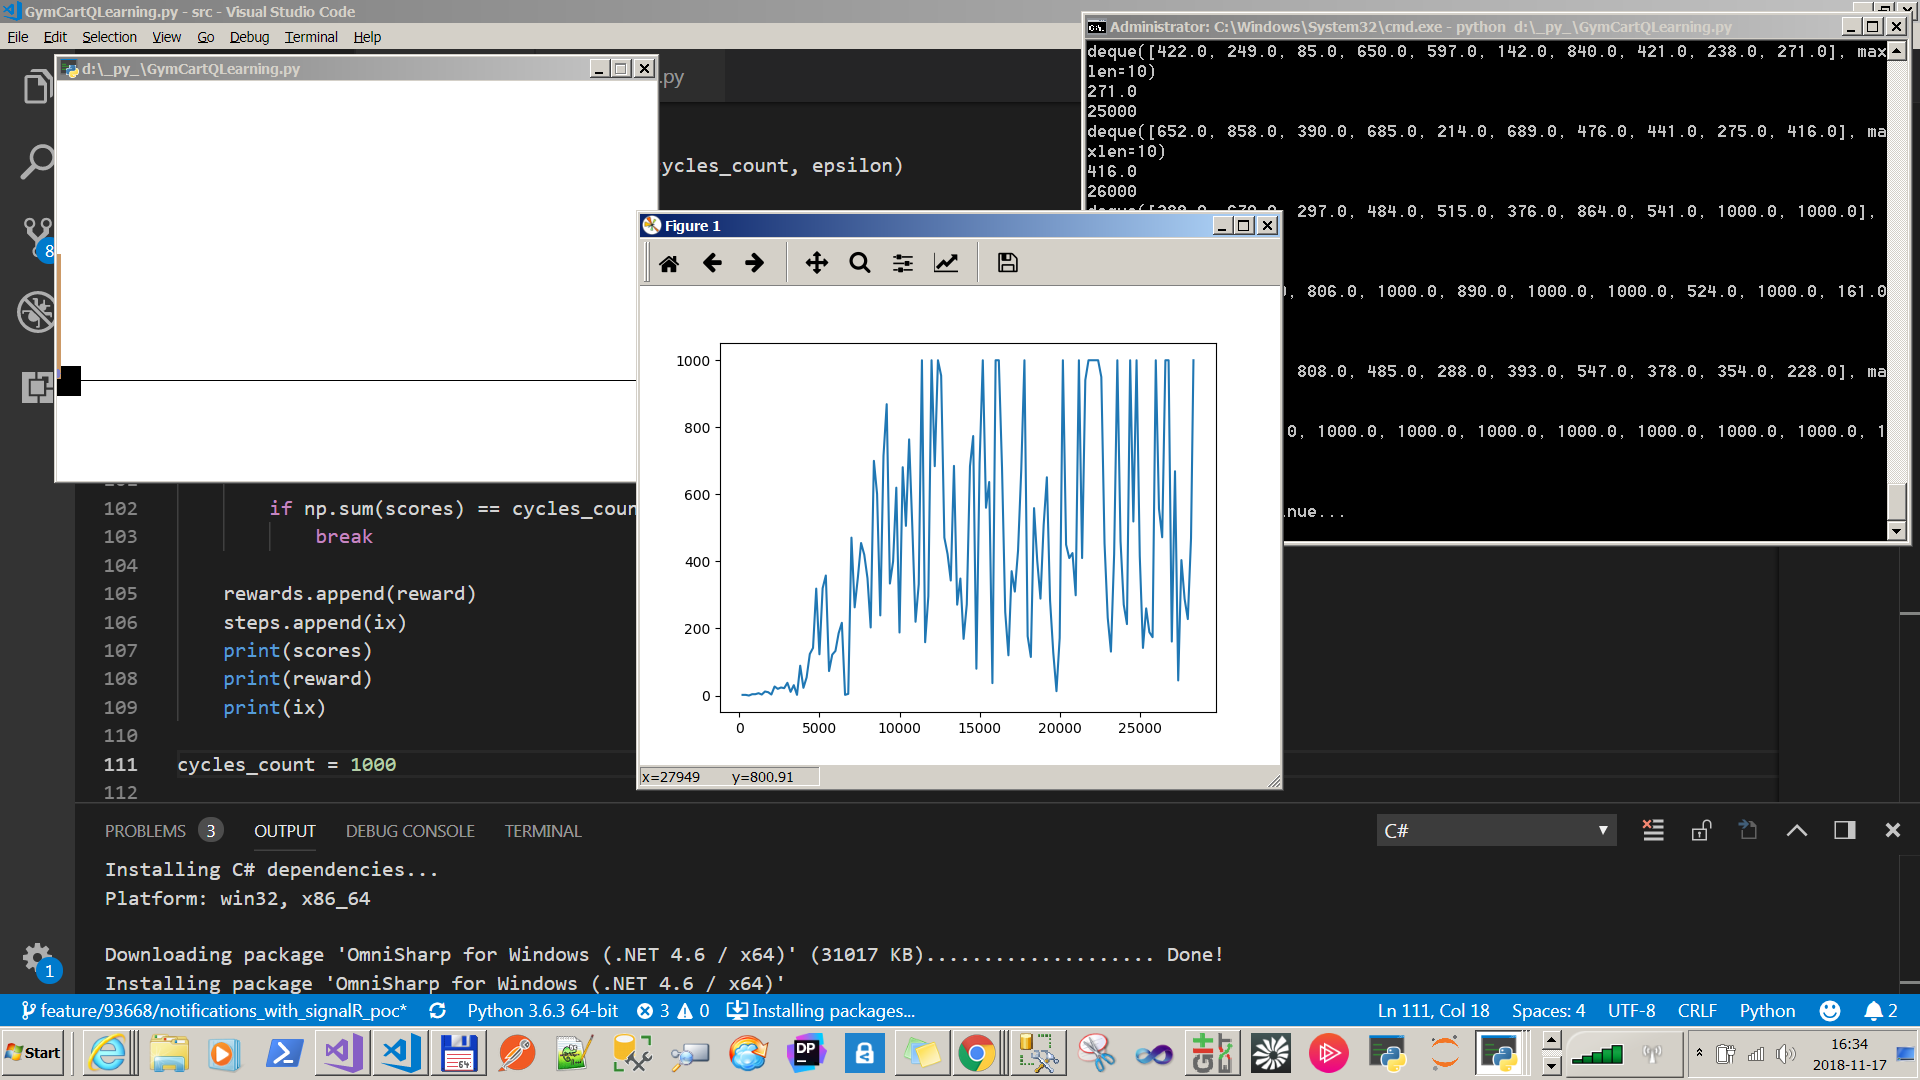 GymCartQLearning.py - src - Visual Studio Code
File Edit Selection View Go Debug Terminal Help
d:\_py_\GymCartQLearning.py
.py
ycles_count, epsilon)
Administrator: C:\Windows\System32\cmd.exe - python d:\_py_\GymCartQLearning.py
deque([422.0, 249.0, 85.0, 650.0, 597.0, 142.0, 840.0, 421.0, 238.0, 271.0], max
len=10)
271.0
25000
deque([652.0, 858.0, 390.0, 685.0, 214.0, 689.0, 476.0, 441.0, 275.0, 416.0], ma
xlen=10)
416.0
26000
297.0, 484.0, 515.0, 376.0, 864.0, 541.0, 1000.0, 1000.0],
, 806.0, 1000.0, 890.0, 1000.0, 1000.0, 524.0, 1000.0, 161.0
808.0, 485.0, 288.0, 393.0, 547.0, 378.0, 354.0, 228.0], ma
0, 1000.0, 1000.0, 1000.0, 1000.0, 1000.0, 1000.0, 1000.0, 1
nue...
Figure 1
1000
800
600
400
200
0
0 5000 10000 15000 20000 25000
x=27949 y=800.91
102 if np.sum(scores) == cycles_coun
103 break
104
105 rewards.append(reward)
106 steps.append(ix)
107 print(scores)
108 print(reward)
109 print(ix)
110
111 cycles_count = 1000
112
PROBLEMS 3 OUTPUT DEBUG CONSOLE TERMINAL C#
Installing C# dependencies...
Platform: win32, x86_64
Downloading package 'OmniSharp for Windows (.NET 4.6 / x64)' (31017 KB).................... Done!
Installing package 'OmniSharp for Windows (.NET 4.6 / x64)'
8
1
feature/93668/notifications_with_signalR_poc* Python 3.6.3 64-bit 3 0 Installing packages... Ln 111, Col 18 Spaces: 4 UTF-8 CRLF Python 2
Start 64: DP 16:34
2018-11-17